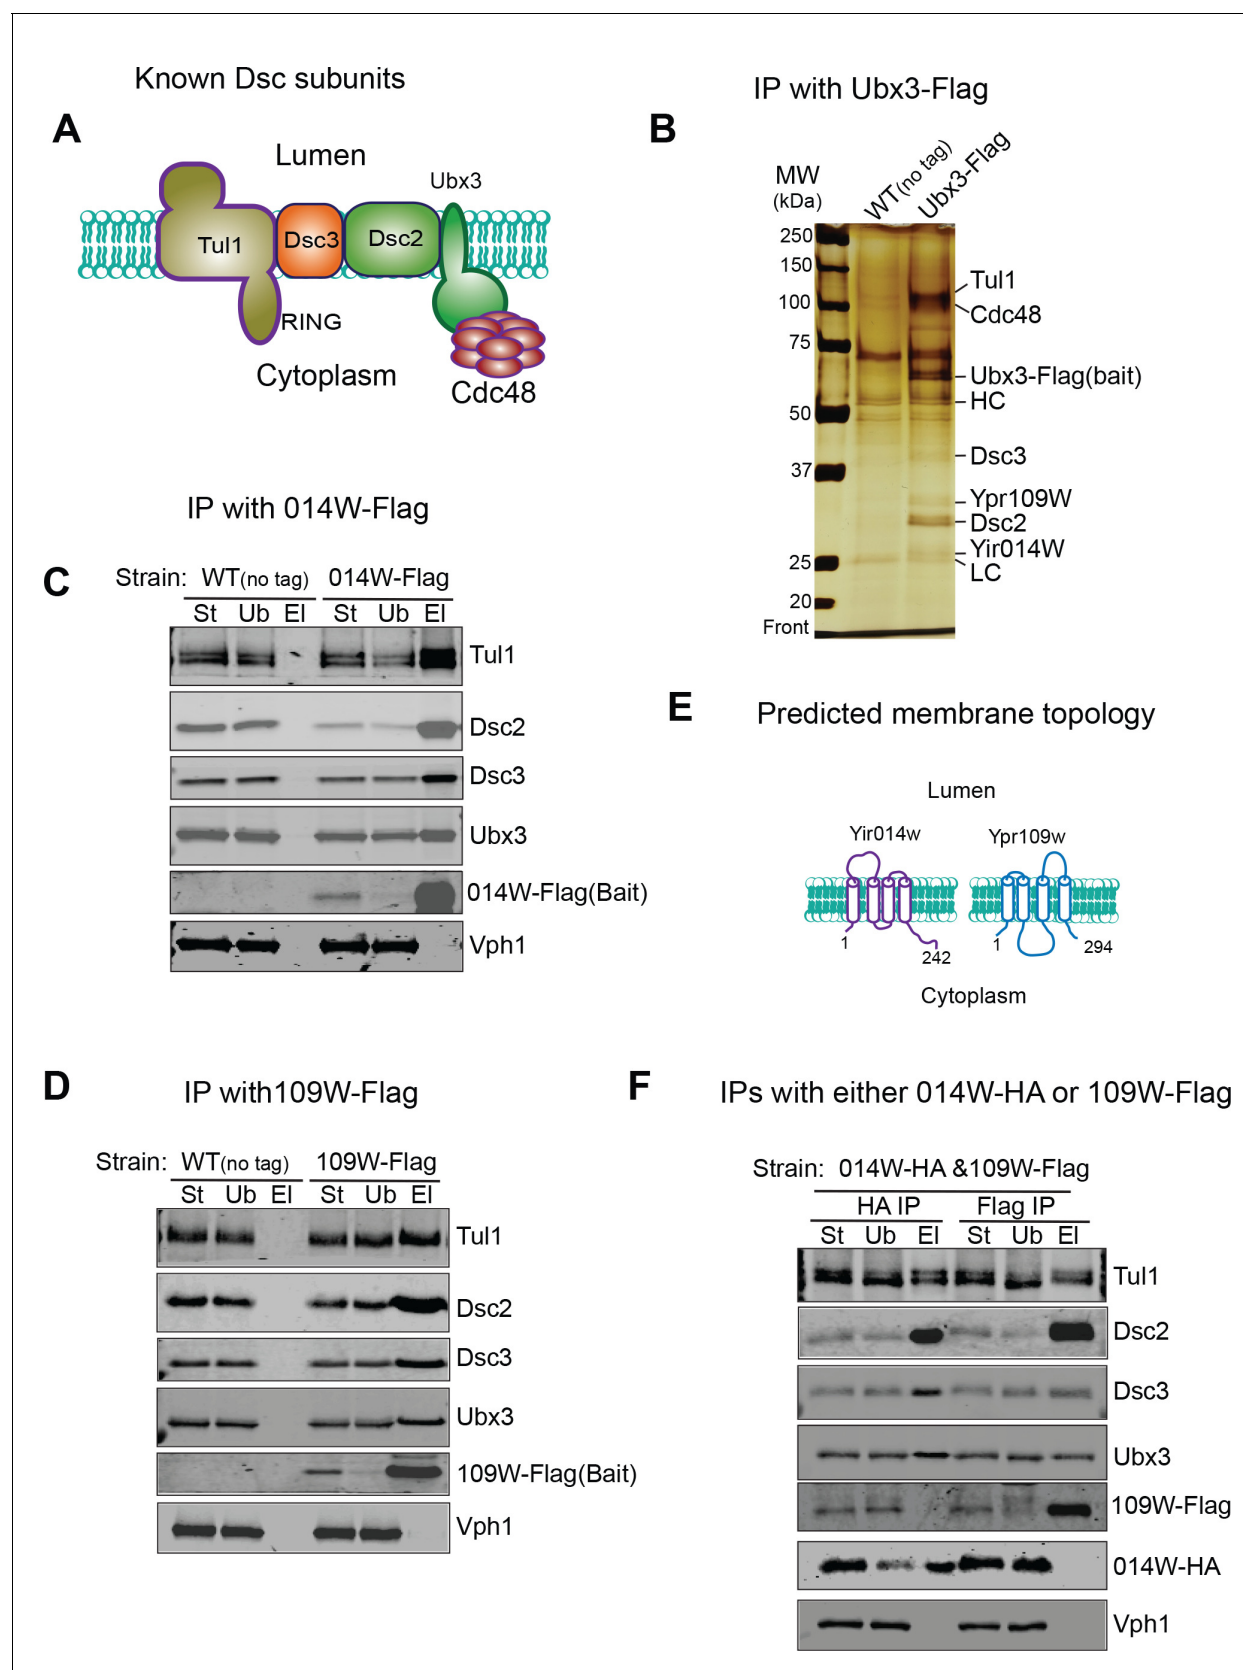 Known Dsc subunits
A
Lumen
Ubx3
Tul1
Dsc3
Dsc2
RING
Cytoplasm
Cdc48
IP with Ubx3-Flag
B
MW
(kDa)
WT(no tag)
Ubx3-Flag
250
150
100
75
50
37
25
20
Front
Tul1
Cdc48
Ubx3-Flag(bait)
HC
Dsc3
Ypr109W
Dsc2
Yir014W
LC
IP with 014W-Flag
C
Strain: WT(no tag) 014W-Flag
St Ub El St Ub El
Tul1
Dsc2
Dsc3
Ubx3
014W-Flag(Bait)
Vph1
E
Predicted membrane topology
Lumen
Yir014w Ypr109w
1 242 1 294
Cytoplasm
D
IP with109W-Flag
Strain: WT(no tag) 109W-Flag
St Ub El St Ub El
Tul1
Dsc2
Dsc3
Ubx3
109W-Flag(Bait)
Vph1
F
IPs with either 014W-HA or 109W-Flag
Strain: 014W-HA &109W-Flag
HA IP Flag IP
St Ub El St Ub El
Tul1
Dsc2
Dsc3
Ubx3
109W-Flag
014W-HA
Vph1